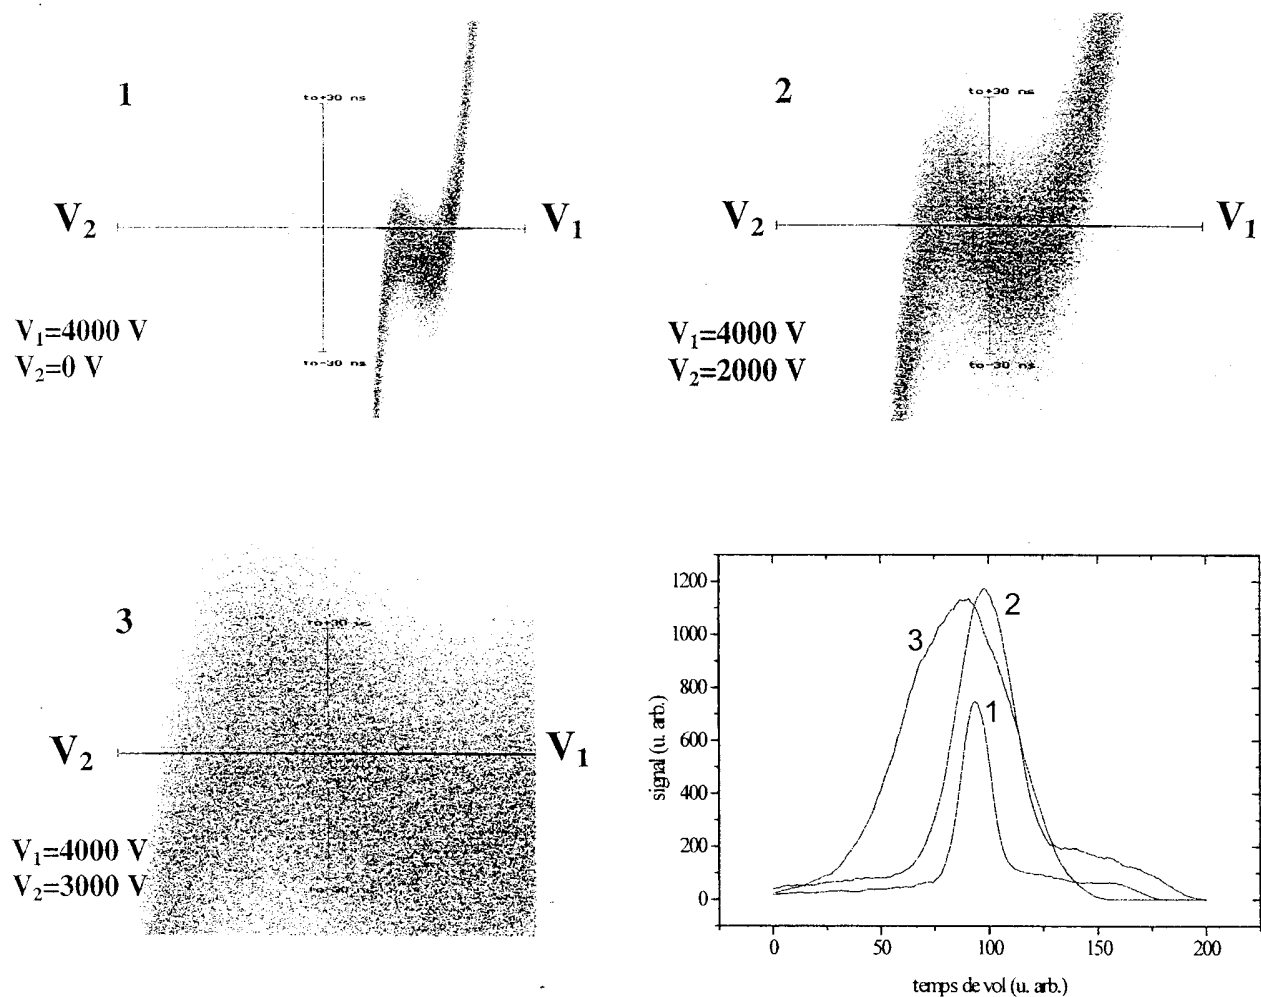 1
to+30 ns
V2
V1
V1=4000 V
V2=0 V
to-30 ns
2
to+30 ns
V2
V1
V1=4000 V
V2=2000 V
to-30 ns
3
to+30
V2
V1
V1=4000 V
V2=3000 V
1200
1000
800
600
400
200
0
signal (u. arb.)
3
2
1
0
50
100
150
200
temps de vol (u. arb.)